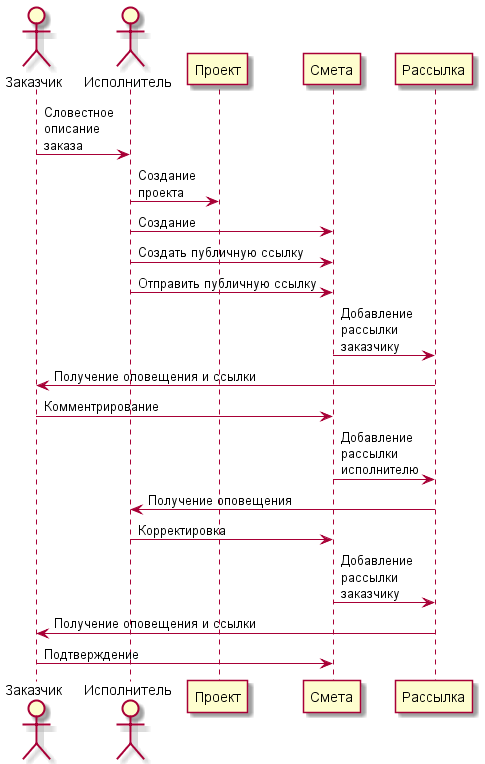 Заказчик
Исполнитель
Проект
Смета
Рассылка
Словестное
описание
заказа
Создание
проекта
Создание
Создать публичную ссылку
Отправить публичную ссылку
Добавление
рассылки
заказчику
Получение оповещения и ссылки
Комментрирование
Добавление
рассылки
исполнителю
Получение оповещения
Корректировка
Добавление
рассылки
заказчику
Получение оповещения и ссылки
Подтверждение
Заказчик
Исполнитель
Проект
Смета
Рассылка